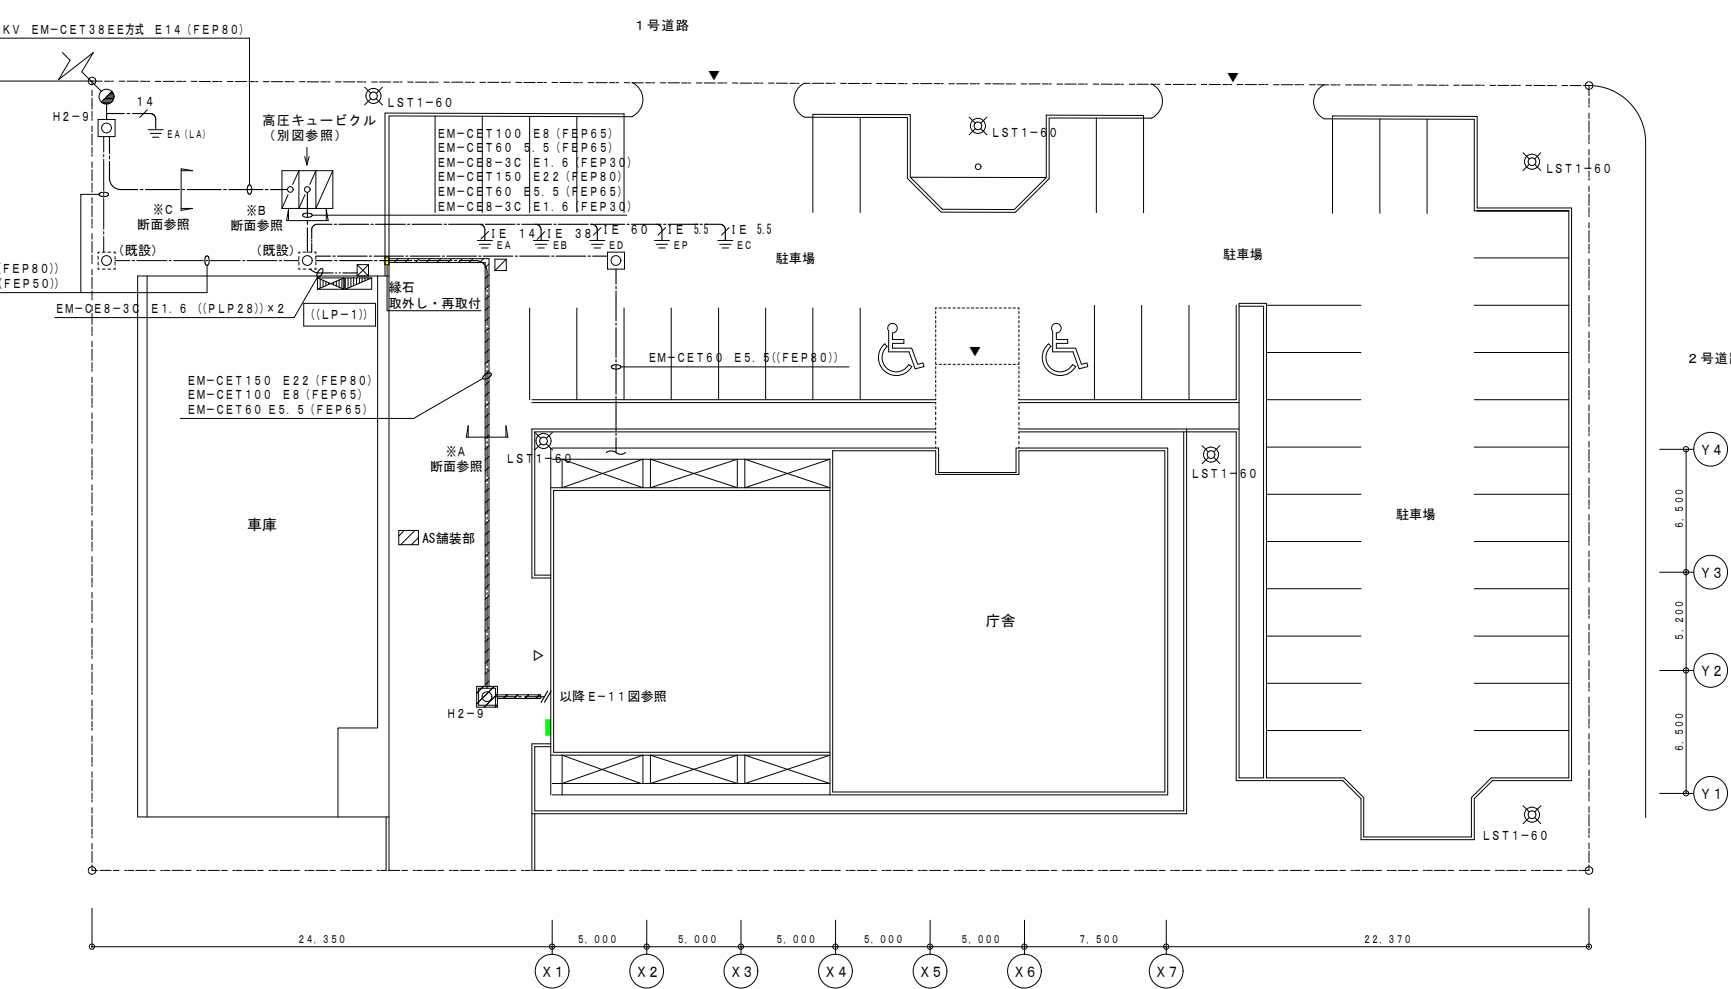 KV EM-CET38EE方式 E14(FEP80)
1号道路
14
H2-9
EA(LA)
LST1-60
高圧キュービクル
(別図参照)
EM-CET100 E8(FEP65)
EM-CET60 5.5(FEP65)
EM-CE8-3C E1.6(FEP30)
EM-CET150 E22(FEP80)
EM-CET60 E5.5(FEP65)
EM-CE8-3C E1.6(FEP30)
LST1-60
LST1-60
※C
断面参照
※B
断面参照
IE 14
IE 38
IE 60
IE 5.5
IE 5.5
EA
EB
ED
EP
EC
(既設)
(既設)
駐車場
駐車場
FEP80))
FEP50))
縁石
取外し・再取付
EM-CE8-3C E1.6 ((PLP28))×2
((LP-1))
EM-CET60 E5.5((FEP80))
2号道
EM-CET150 E22(FEP80)
EM-CET100 E8(FEP65)
EM-CET60 E5.5(FEP65)
※A
断面参照
LST1-60
LST1-60
Y4
6,500
車庫
AS舗装部
駐車場
Y3
5,200
庁舎
Y2
以降E-11図参照
H2-9
6,500
Y1
LST1-60
24,350
5,000
5,000
5,000
5,000
5,000
7,500
22,370
X1
X2
X3
X4
X5
X6
X7